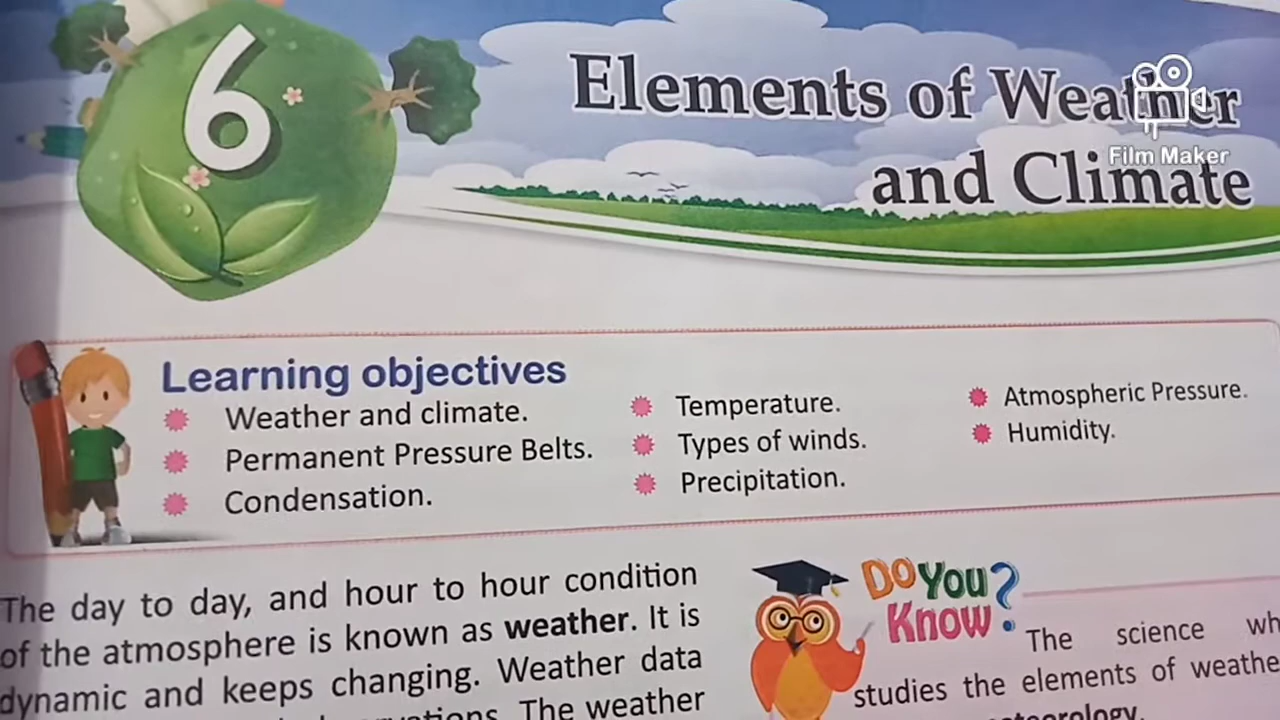 6
Elements of Weather
and Climate
Film Maker
Learning objectives
Weather and climate.
Permanent Pressure Belts.
Condensation.
Temperature.
Types of winds.
Precipitation.
Atmospheric Pressure.
Humidity.
The day to day, and hour to hour condition
of the atmosphere is known as weather. It is
dynamic and keeps changing. Weather data
The weather
Do You
Know?
The science
studies the elements of